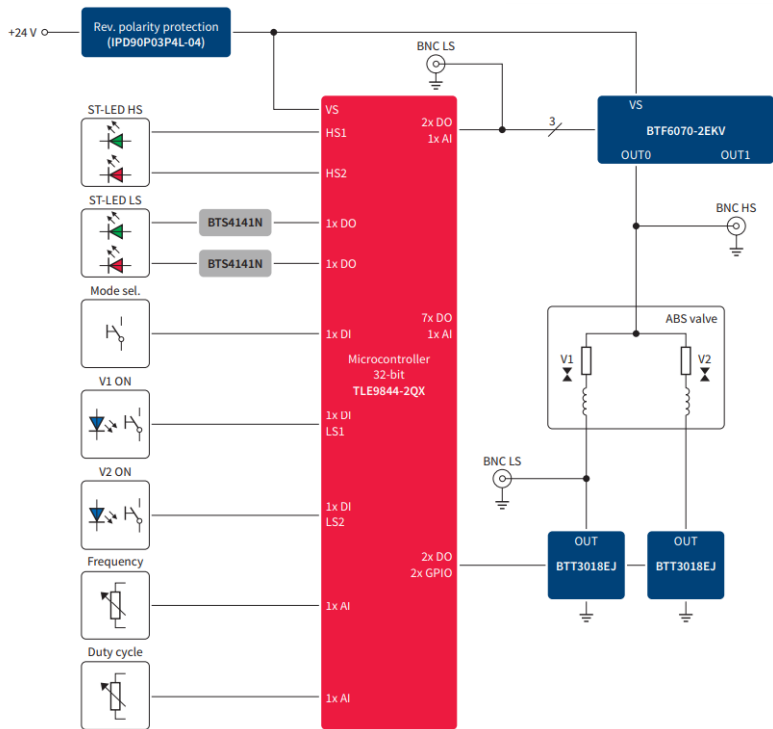 +24 V
Rev. polarity protection
(IPD90P03P4L-04)
BNC LS
ST-LED HS
VS
HS1
HS2
2x DO
1x AI
3
VS
BTF6070-2EKV
OUT0 OUT1
ST-LED LS
BTS4141N
1x DO
BTS4141N
1x DO
BNC HS
Mode sel.
1x DI
7x DO
1x AI
ABS valve
V1
V2
Microcontroller
32-bit
TLE9844-2QX
V1 ON
1x DI
LS1
BNC LS
V2 ON
1x DI
LS2
OUT
BTT3018EJ
OUT
BTT3018EJ
2x DO
2x GPIO
Frequency
1x AI
Duty cycle
1x AI